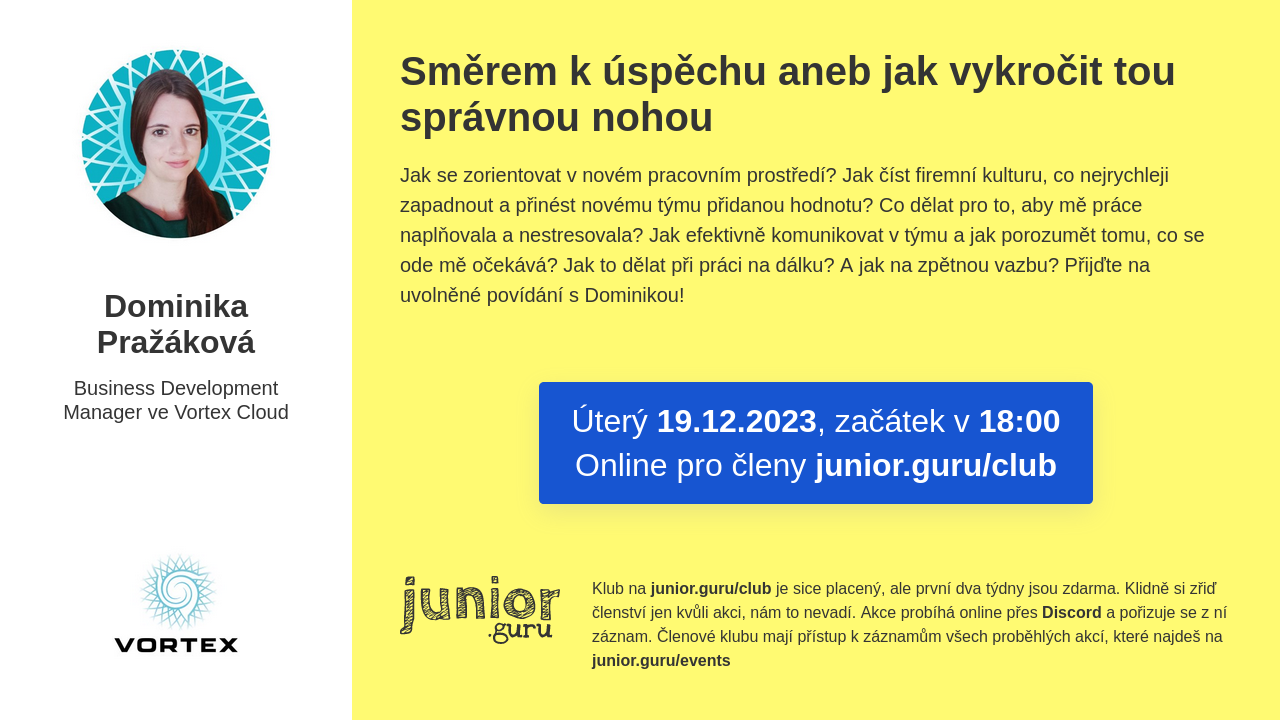 Směrem k úspěchu aneb jak vykročit tou
správnou nohou
Jak se zorientovat v novém pracovním prostředí? Jak číst firemní kulturu, co nejrychleji
zapadnout a přinést novému týmu přidanou hodnotu? Co dělat pro to, aby mě práce
naplňovala a nestresovala? Jak efektivně komunikovat v týmu a jak porozumět tomu, co se
ode mě očekává? Jak to dělat při práci na dálku? A jak na zpětnou vazbu? Přijďte na
uvolněné povídání s Dominikou!
Dominika
Pražáková
Business Development
Manager ve Vortex Cloud
Úterý 19.12.2023, začátek v 18:00
Online pro členy junior.guru/club
VORTEX
junior
.guru
Klub na junior.guru/club je sice placený, ale první dva týdny jsou zdarma. Klidně si zřiď
členství jen kvůli akci, nám to nevadí. Akce probíhá online přes Discord a pořizuje se z ní
záznam. Členové klubu mají přístup k záznamům všech proběhlých akcí, které najdeš na
junior.guru/events